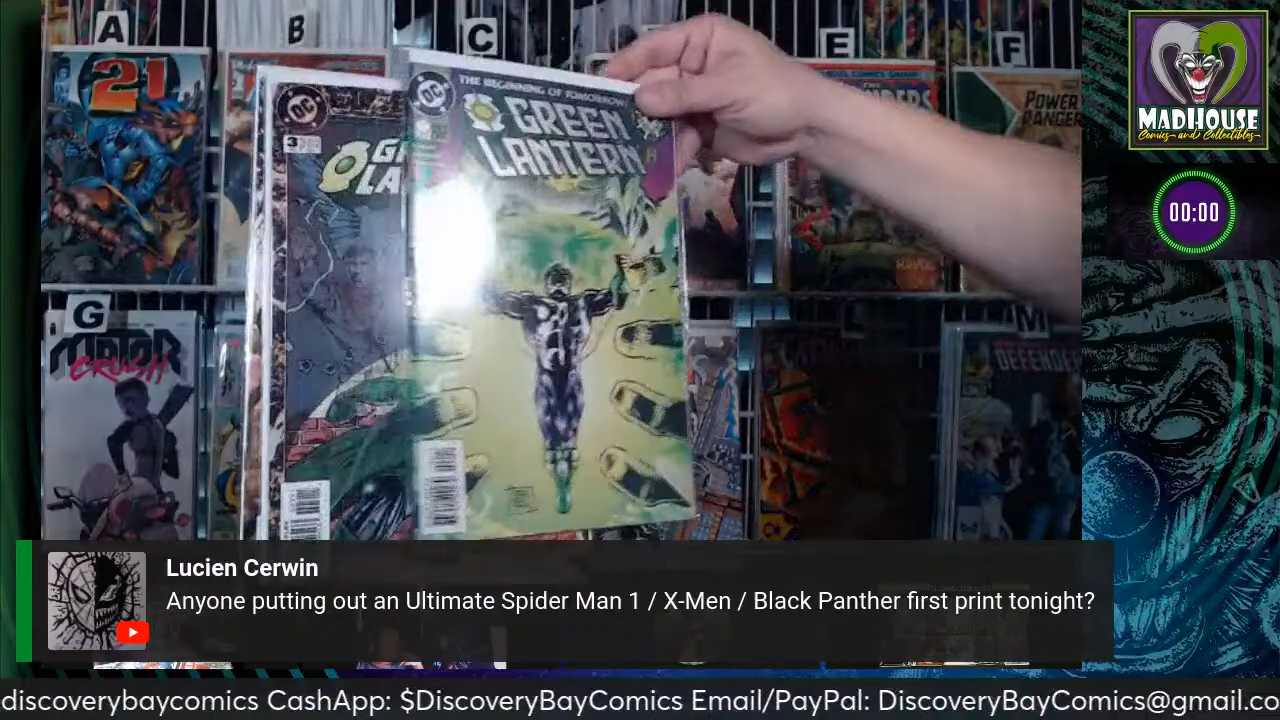 A
B
C
E
F
21
DC
DC
THE BEGINNING OF TOMORROW!
GREEN
LANTERN
3
POWER
RANGER
MADHOUSE
Comics and Collectibles
00:00
G
MOTOR
CRUSH
DEFENDE
Lucien Cerwin
Anyone putting out an Ultimate Spider Man 1 / X-Men / Black Panther first print tonight?
discoverybaycomics CashApp: $DiscoveryBayComics Email/PayPal: DiscoveryBayComics@gmail.co